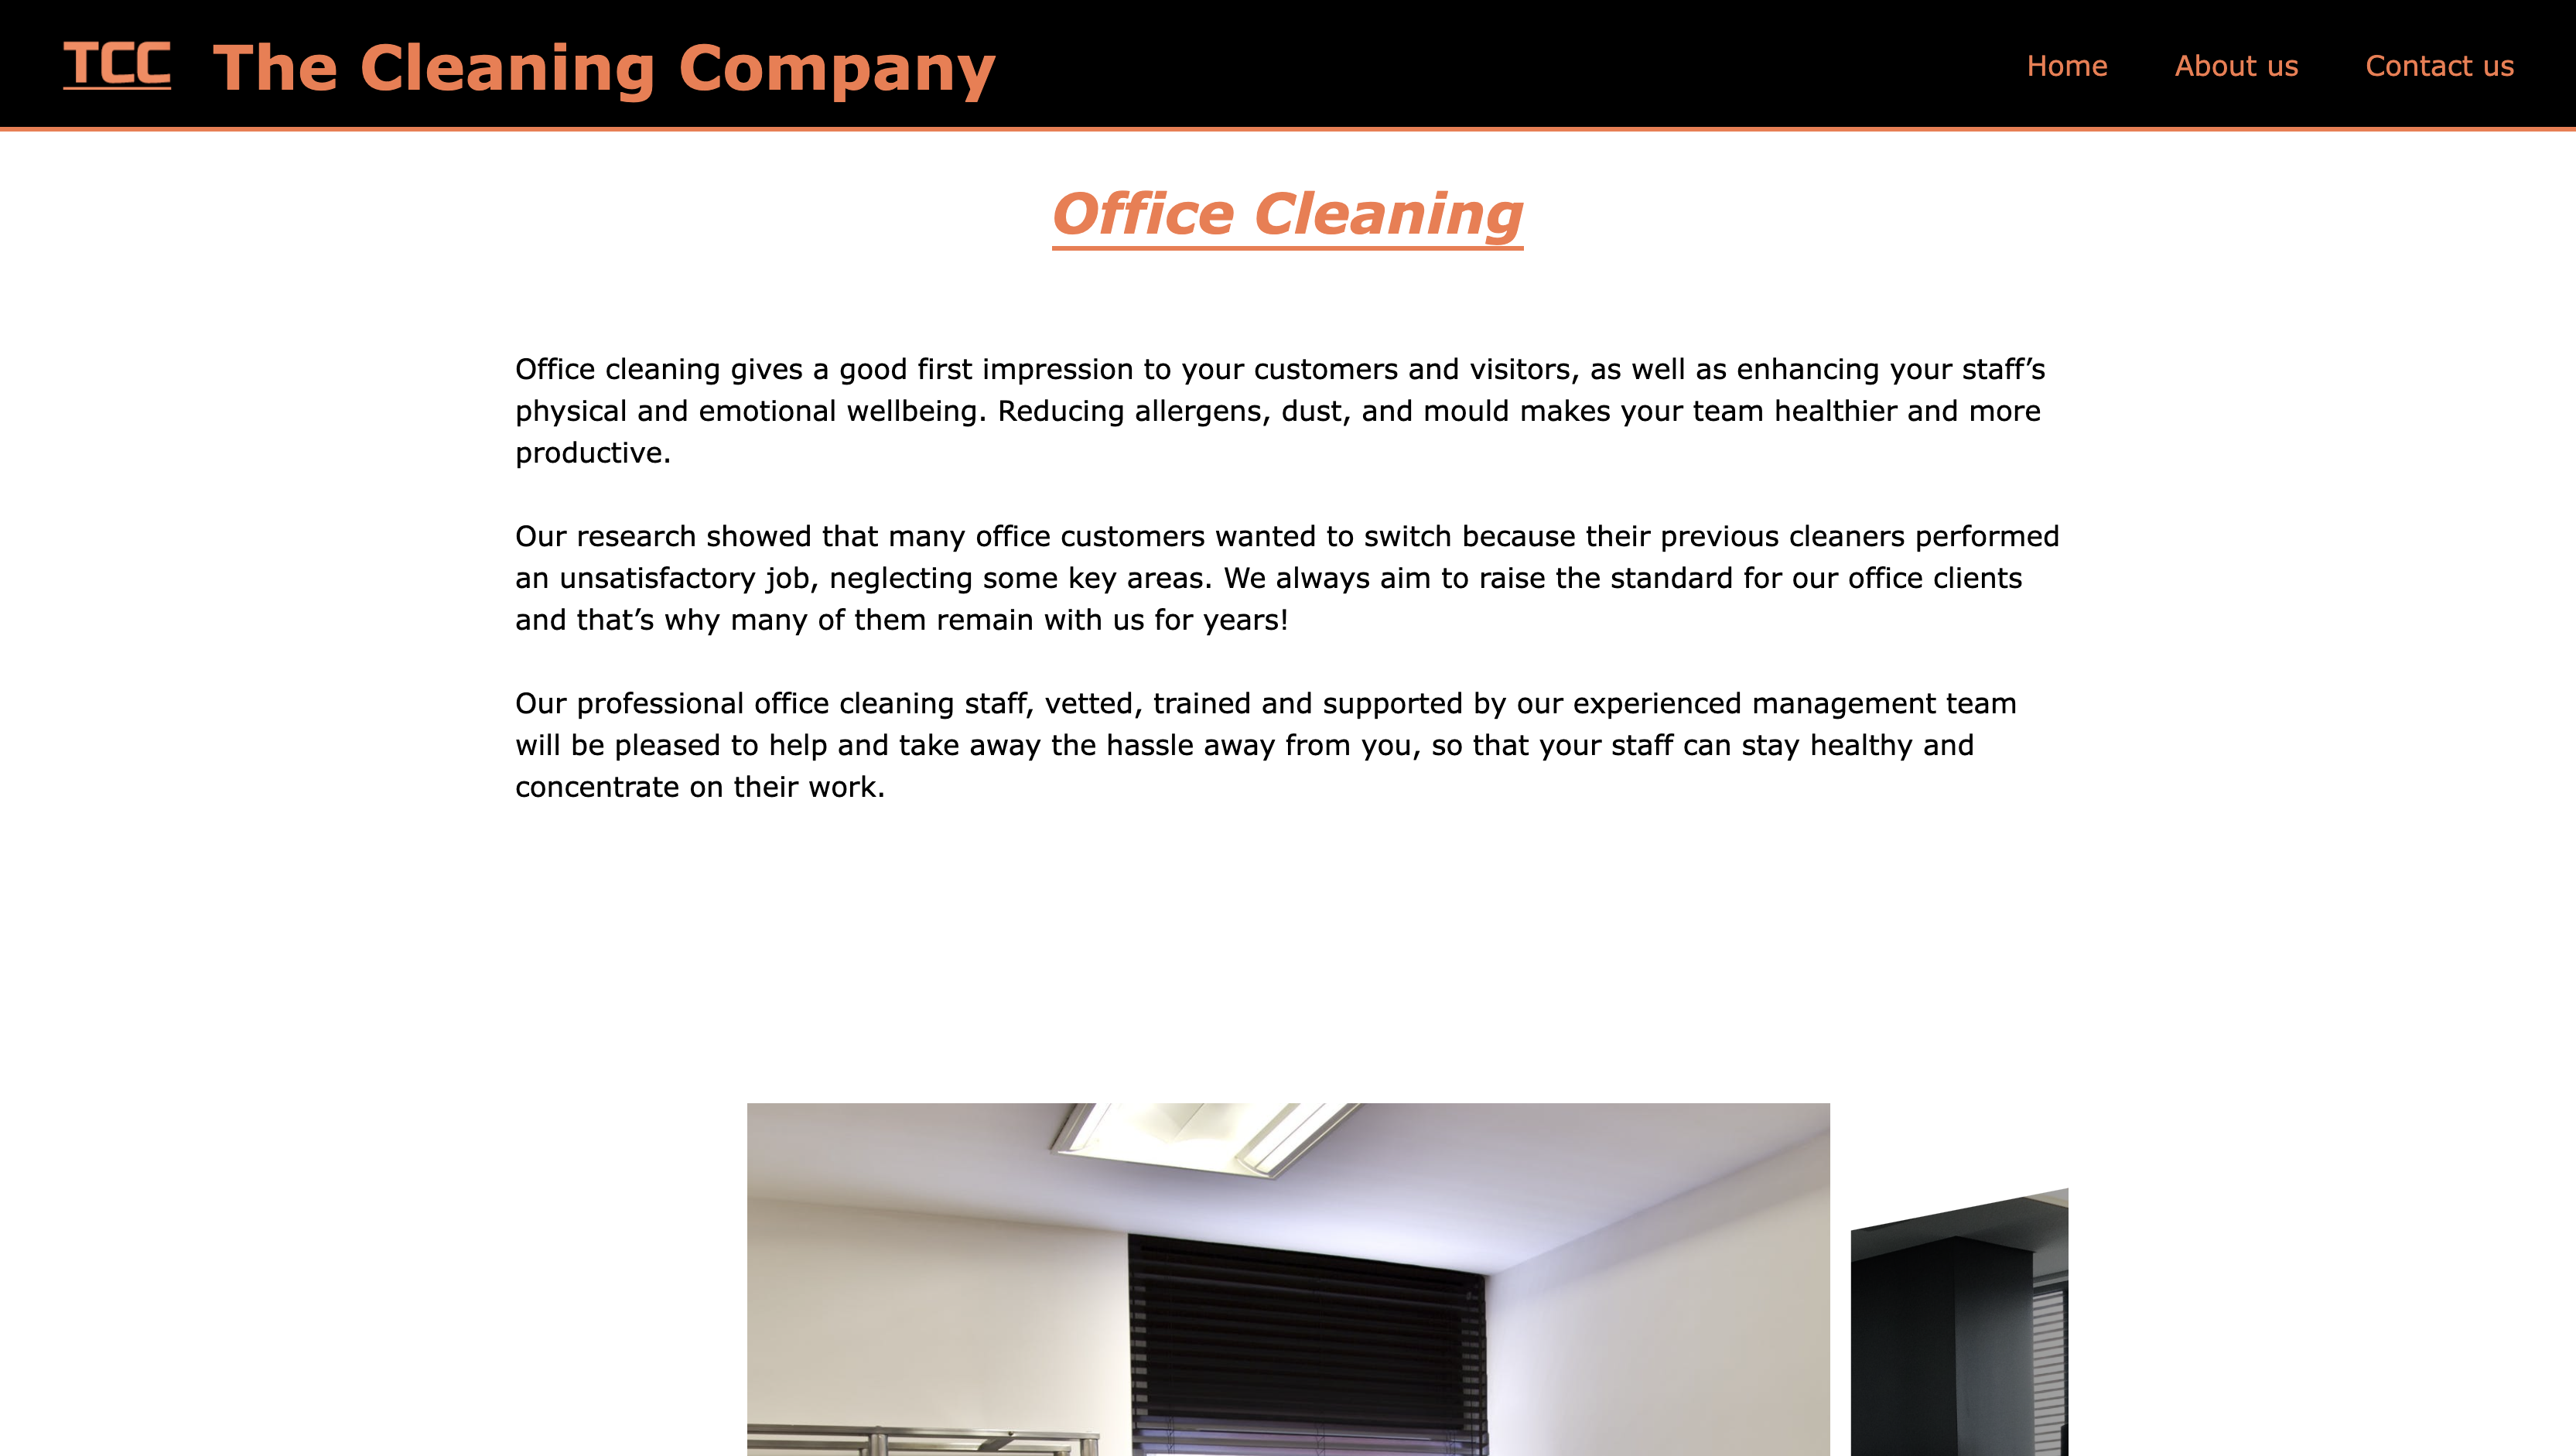 TCC The Cleaning Company
Home About us Contact us
Office Cleaning
Office cleaning gives a good first impression to your customers and visitors, as well as enhancing your staff’s
physical and emotional wellbeing. Reducing allergens, dust, and mould makes your team healthier and more
productive.
Our research showed that many office customers wanted to switch because their previous cleaners performed
an unsatisfactory job, neglecting some key areas. We always aim to raise the standard for our office clients
and that’s why many of them remain with us for years!
Our professional office cleaning staff, vetted, trained and supported by our experienced management team
will be pleased to help and take away the hassle away from you, so that your staff can stay healthy and
concentrate on their work.